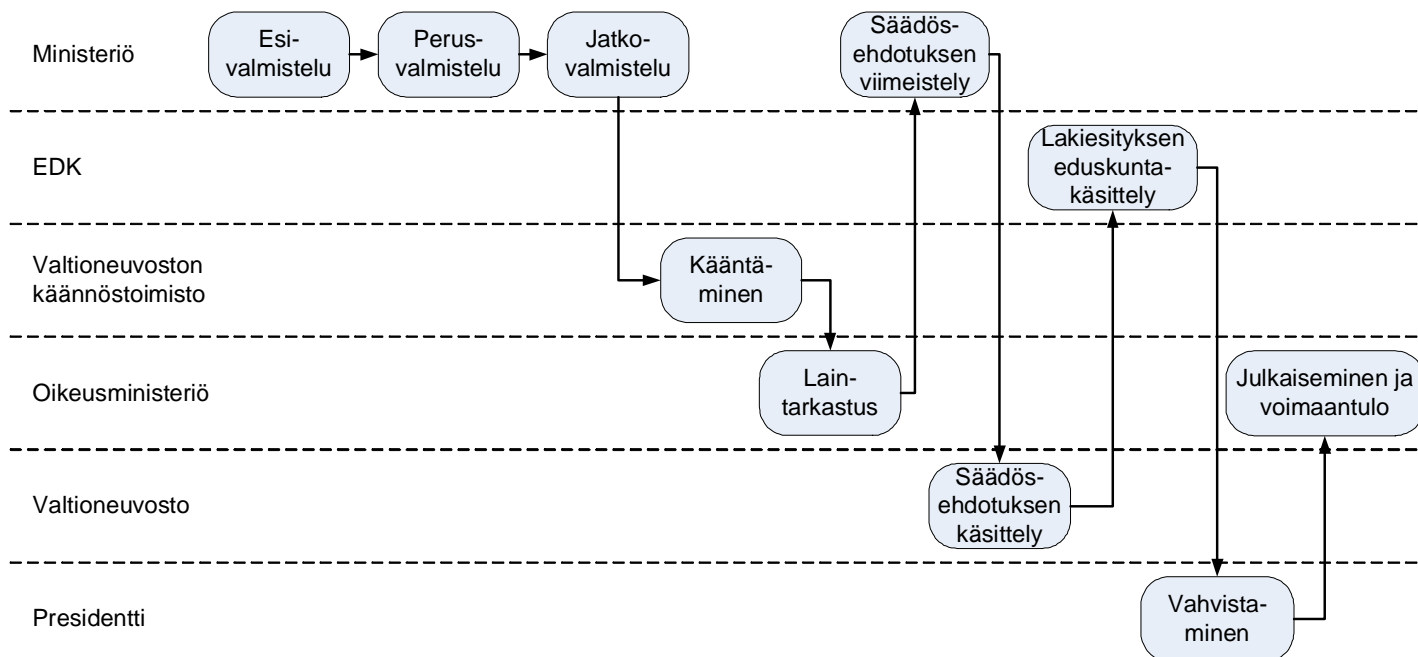 Ministeriö
Esi-
valmistelu
Perus-
valmistelu
Jatko-
valmistelu
Säädös-
ehdotuksen
viimeistely
EDK
Lakiesityksen
eduskunta-
käsittely
Valtioneuvoston
käännöstoimisto
Kääntä-
minen
Oikeusministeriö
Lain-
tarkastus
Julkaiseminen ja
voimaantulo
Valtioneuvosto
Säädös-
ehdotuksen
käsittely
Presidentti
Vahvista-
minen